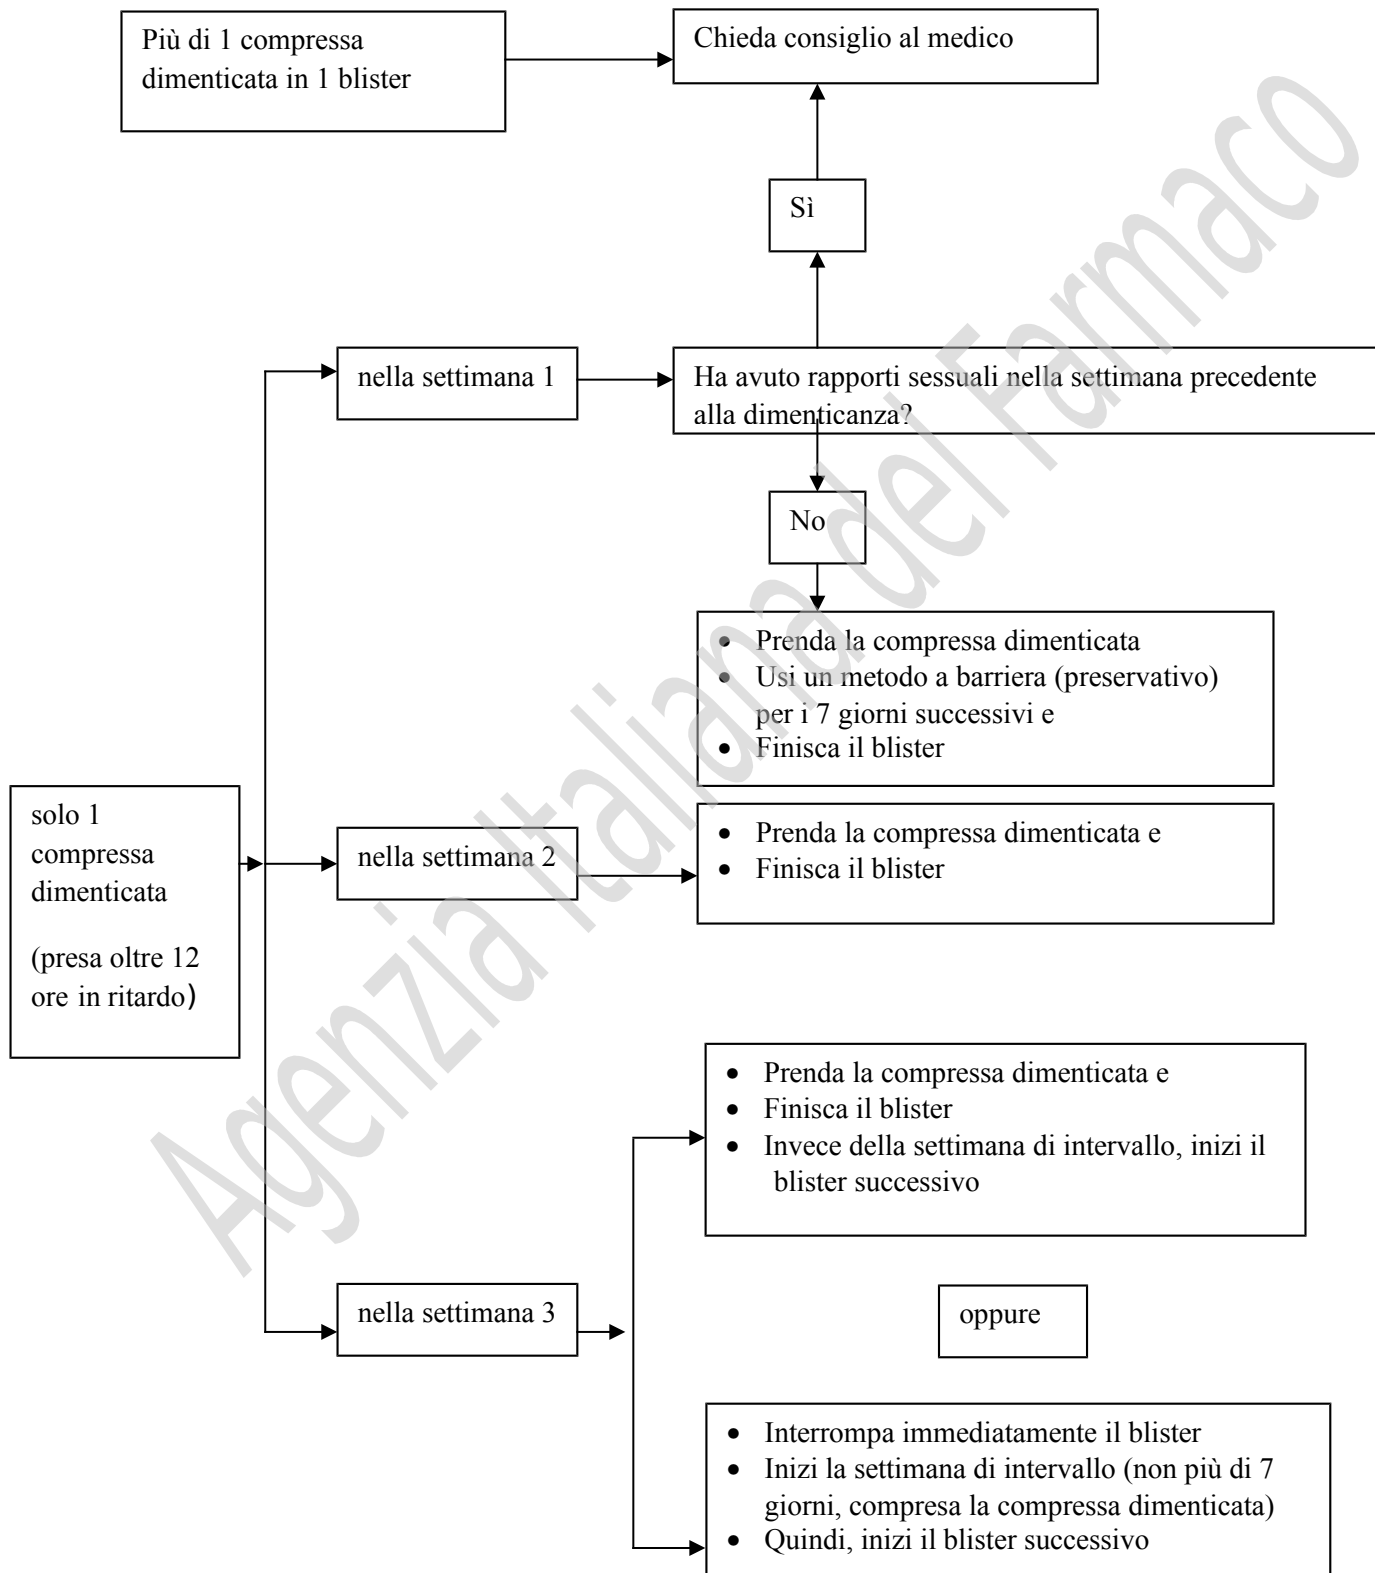 Più di 1 compressa
dimenticata in 1 blister
Chieda consiglio al medico
Sì
nella settimana 1
Ha avuto rapporti sessuali nella settimana precedente
alla dimenticanza?
No
• Prenda la compressa dimenticata
• Usi un metodo a barriera (preservativo)
per i 7 giorni successivi e
• Finisca il blister
solo 1
compressa
dimenticata
(presa oltre 12
ore in ritardo)
nella settimana 2
• Prenda la compressa dimenticata e
• Finisca il blister
• Prenda la compressa dimenticata e
• Finisca il blister
• Invece della settimana di intervallo, inizi il
blister successivo
nella settimana 3
oppure
• Interrompa immediatamente il blister
• Inizi la settimana di intervallo (non più di 7
giorni, compresa la compressa dimenticata)
• Quindi, inizi il blister successivo
Agenzia Italiana del Farmaco